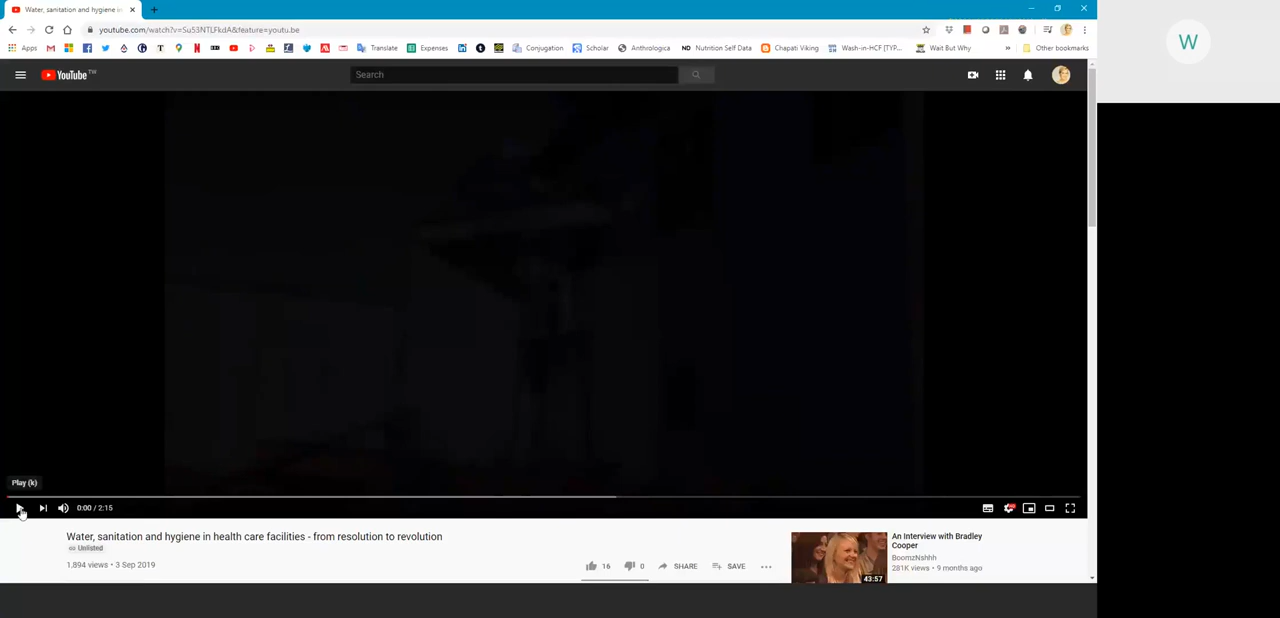 Water, sanitation and hygiene in
youtube.com/watch?v=Su53NTLFkdA&feature=youtu.be
Apps
Translate
Expenses
Conjugation
Scholar
Anthrologica
NO Nutrition Self Data
Chapati Viking
Wash-in-HCF [TYP...
Wait But Why
Other bookmarks
YouTube TW
Search
W
Play (k)
0:00 / 2:15
Water, sanitation and hygiene in health care facilities - from resolution to revolution
Unlisted
1,894 views • 3 Sep 2019
16
0
SHARE
SAVE
An Interview with Bradley
Cooper
BoomzNshhh
281K views • 9 months ago
43:57